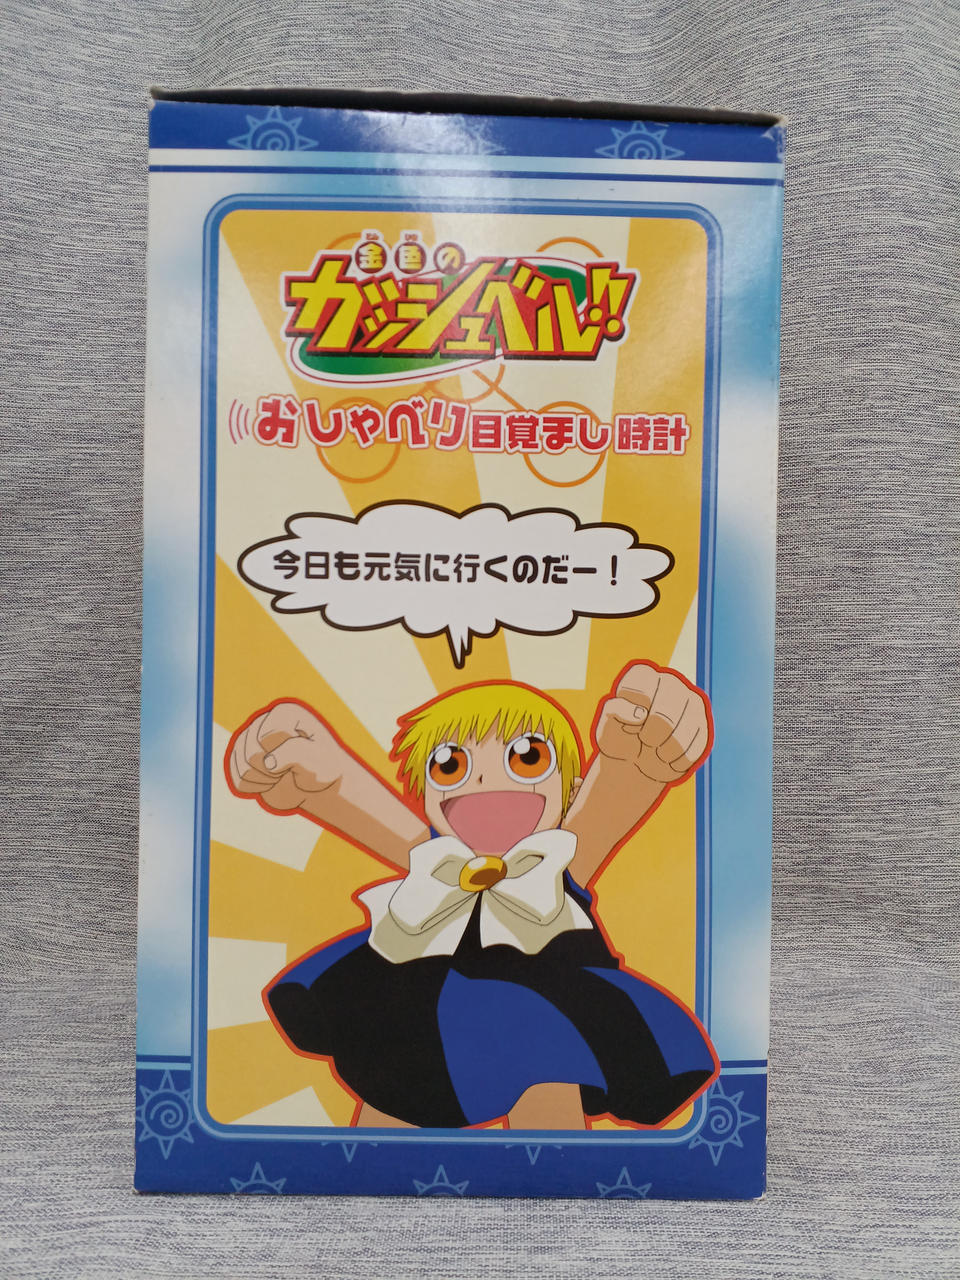 金色の
ガッシュベル!!
おしゃべり目覚まし時計
今日も元気に行くのだー!